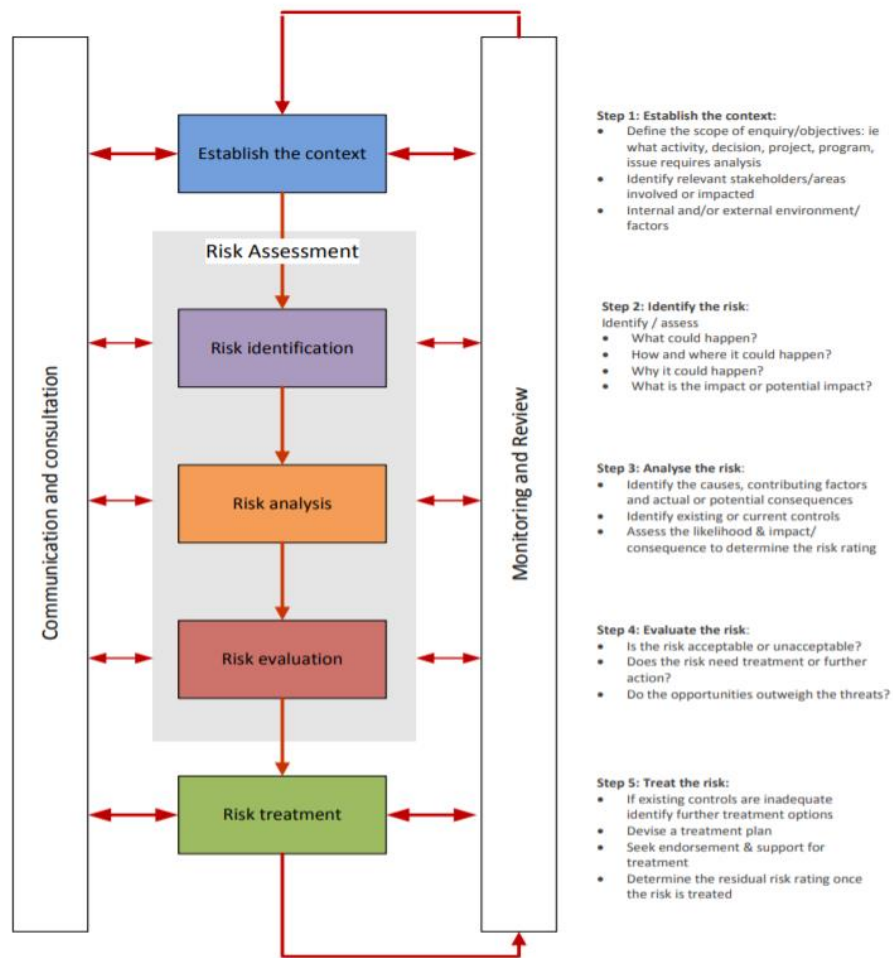 Communication and consultation
Establish the context
Risk Assessment
Risk identification
Risk analysis
Risk evaluation
Risk treatment
Monitoring and Review
Step 1: Establish the context:
• Define the scope of enquiry/objectives: ie
what activity, decision, project, program,
issue requires analysis
• Identify relevant stakeholders/areas
involved or impacted
• Internal and/or external environment/
factors
Step 2: Identify the risk:
Identify / assess
• What could happen?
• How and where it could happen?
• Why it could happen?
• What is the impact or potential impact?
Step 3: Analyse the risk:
• Identify the causes, contributing factors
and actual or potential consequences
• Identify existing or current controls
• Assess the likelihood & impact/
consequence to determine the risk rating
Step 4: Evaluate the risk:
• Is the risk acceptable or unacceptable?
• Does the risk need treatment or further
action?
• Do the opportunities outweigh the threats?
Step 5: Treat the risk:
• If existing controls are inadequate
identify further treatment options
• Devise a treatment plan
• Seek endorsement & support for
treatment
• Determine the residual risk rating once
the risk is treated